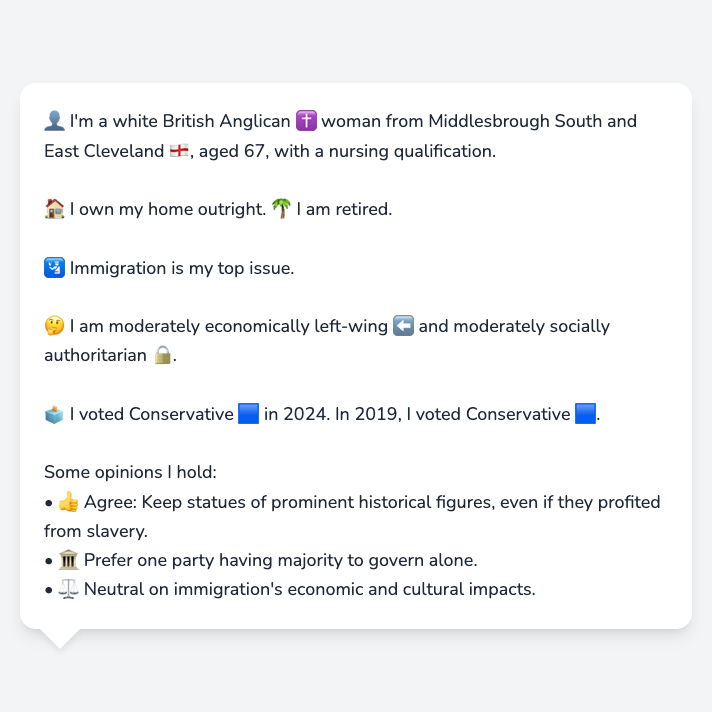 👤 I'm a white British Anglican ✝️ woman from Middlesbrough South and
East Cleveland 🏴󠁧󠁢󠁥󠁮󠁧󠁿, aged 67, with a nursing qualification.
🏠 I own my home outright. 🌴 I am retired.
🛂 Immigration is my top issue.
🤔 I am moderately economically left-wing ⬅️ and moderately socially
authoritarian 🔒.
🗳️ I voted Conservative 🟦 in 2024. In 2019, I voted Conservative 🟦.
Some opinions I hold:
• 👍 Agree: Keep statues of prominent historical figures, even if they profited
from slavery.
• 🏛️ Prefer one party having majority to govern alone.
• ⚖️ Neutral on immigration's economic and cultural impacts.